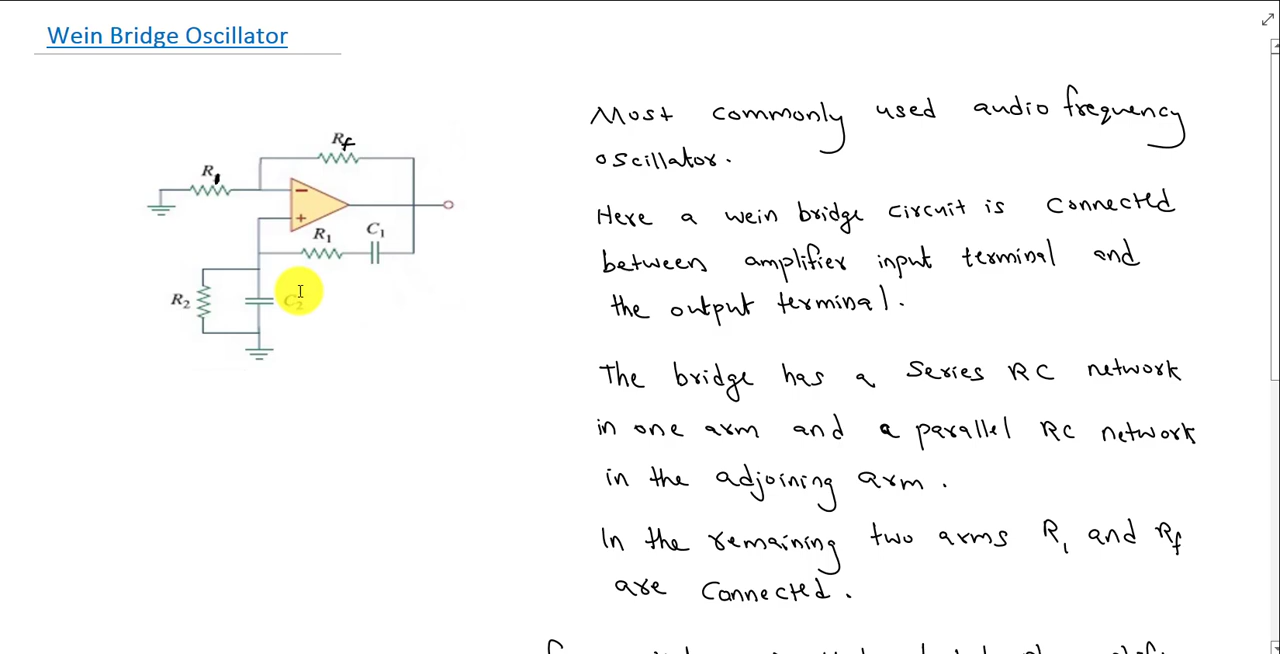 Wein Bridge Oscillator
Rf
R1
R1
C1
R2
C2
Most commonly used audio frequency
oscillator.
Here a wein bridge circuit is connected
between amplifier input terminal and
the output terminal.
The bridge has a series RC network
in one arm and a parallel RC network
in the adjoining arm.
In the remaining two arms R1 and Rf
are connected.